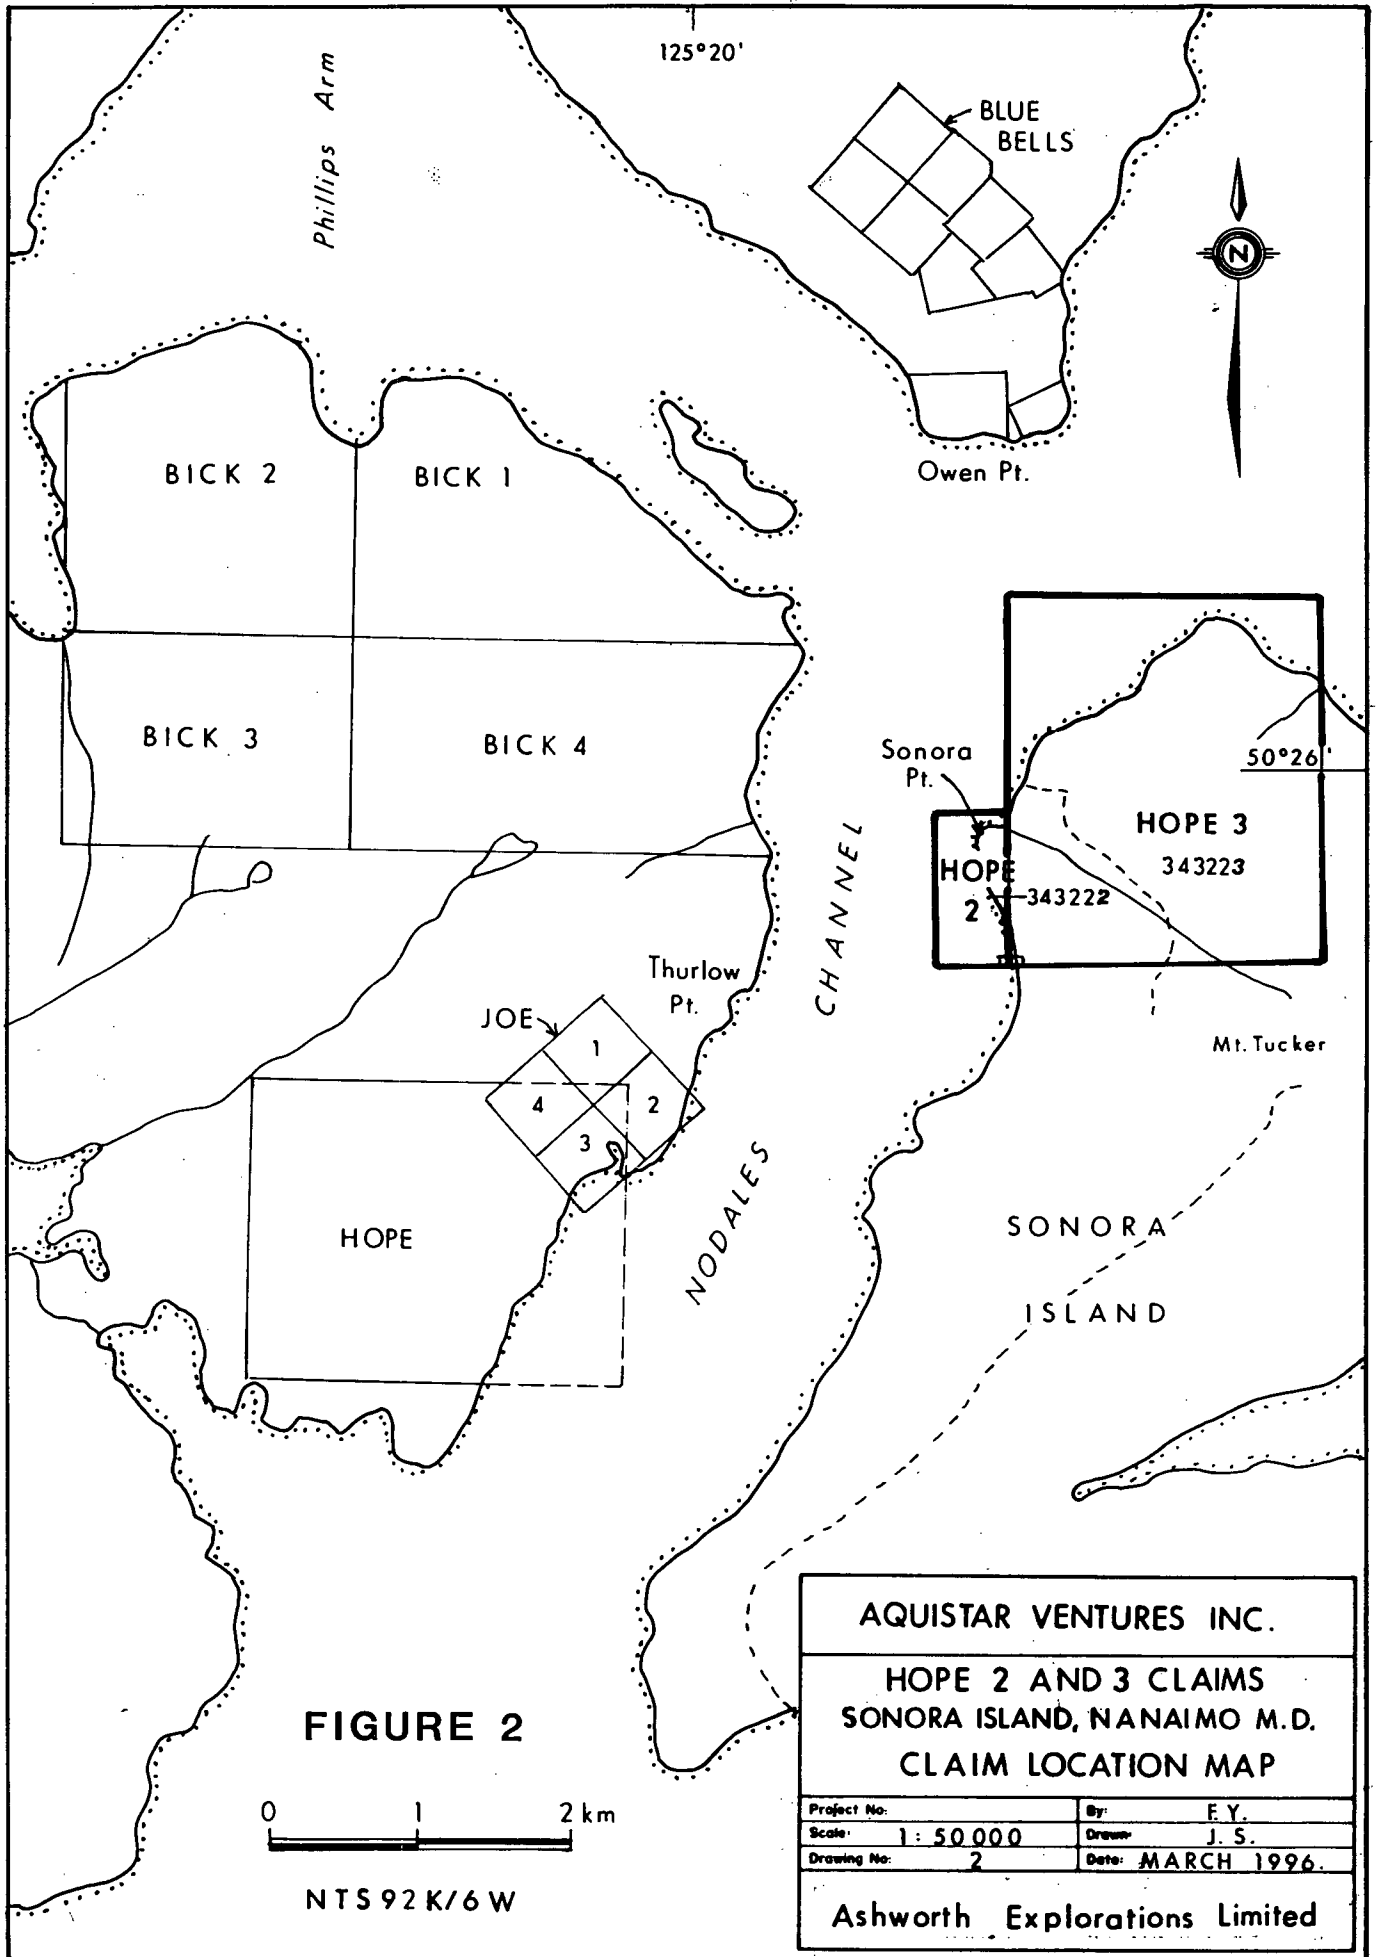 125°20'
Phillips Arm
BLUE
BELLS
N
BICK 2
BICK 1
Owen Pt.
BICK 3
BICK 4
Sonora
Pt.
50°26'
HOPE 3
343223
HOPE
2
343222
CHANNEL
Thurlow
Pt.
JOE
1
4
2
3
Mt. Tucker
NODALES
HOPE
SONORA
ISLAND
FIGURE 2
0 1 2 km
NTS 92 K/6 W
AQUISTAR VENTURES INC.
HOPE 2 AND 3 CLAIMS
SONORA ISLAND, NANAIMO M.D.
CLAIM LOCATION MAP
Project No:
By: F. Y.
Scale: 1:50 000
Drawn: J. S.
Drawing No: 2
Date: MARCH 1996.
Ashworth Explorations Limited